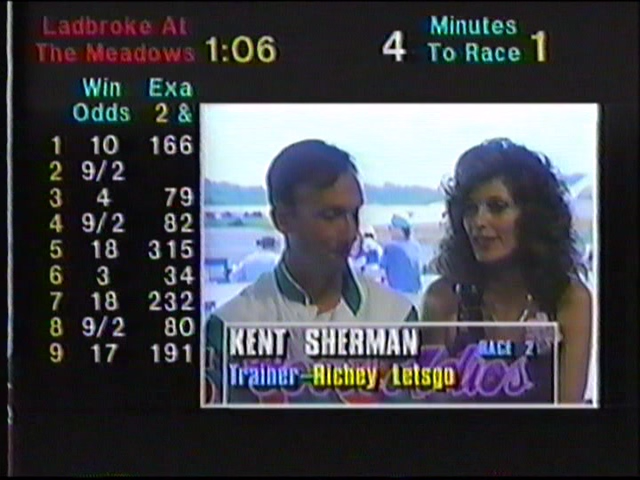 Ladbroke At
The Meadows 1:06 4 Minutes To Race 1
Win Exa
Odds 2 &
1 10 166
2 9/2
3 4 79
4 9/2 82
5 18 315
6 3 34
7 18 232
8 9/2 80
9 17 191
KENT SHERMAN RACE 2
Trainer-Richey Letsgo